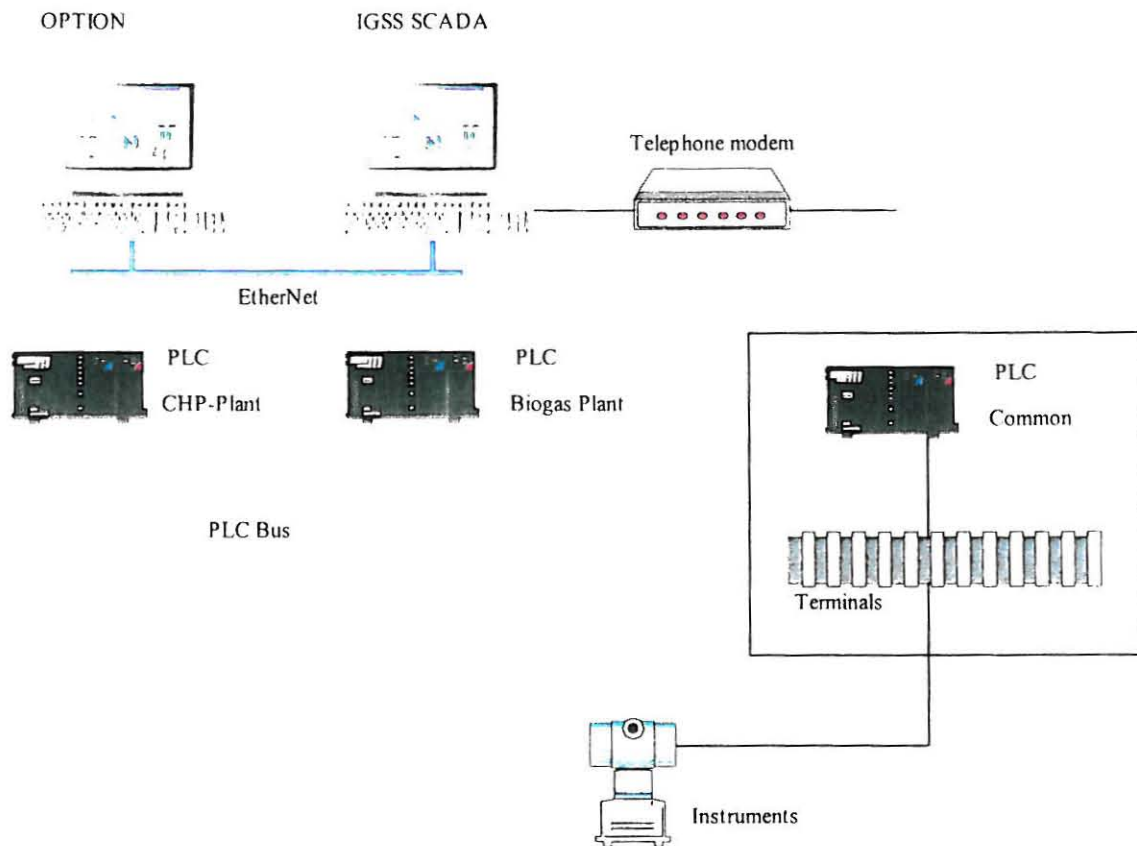 OPTION
IGSS SCADA
Telephone modem
EtherNet
PLC
CHP-Plant
PLC
Biogas Plant
PLC
Common
PLC Bus
Terminals
Instruments